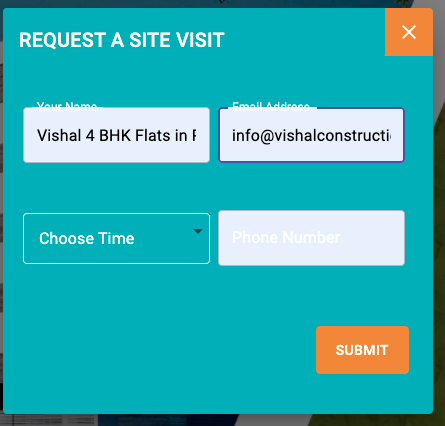 REQUEST A SITE VISIT
Your Name
Email Address
Vishal 4 BHK Flats in
info@vishalconstructi
Choose Time
Phone Number
SUBMIT